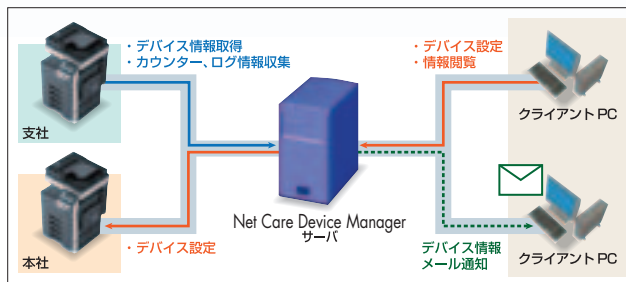 ・デバイス情報取得
・カウンター、ログ情報収集
・デバイス設定
・情報閲覧
支社
クライアントPC
Net Care Device Manager
サーバ
本社
・デバイス設定
デバイス情報
メール通知
クライアントPC